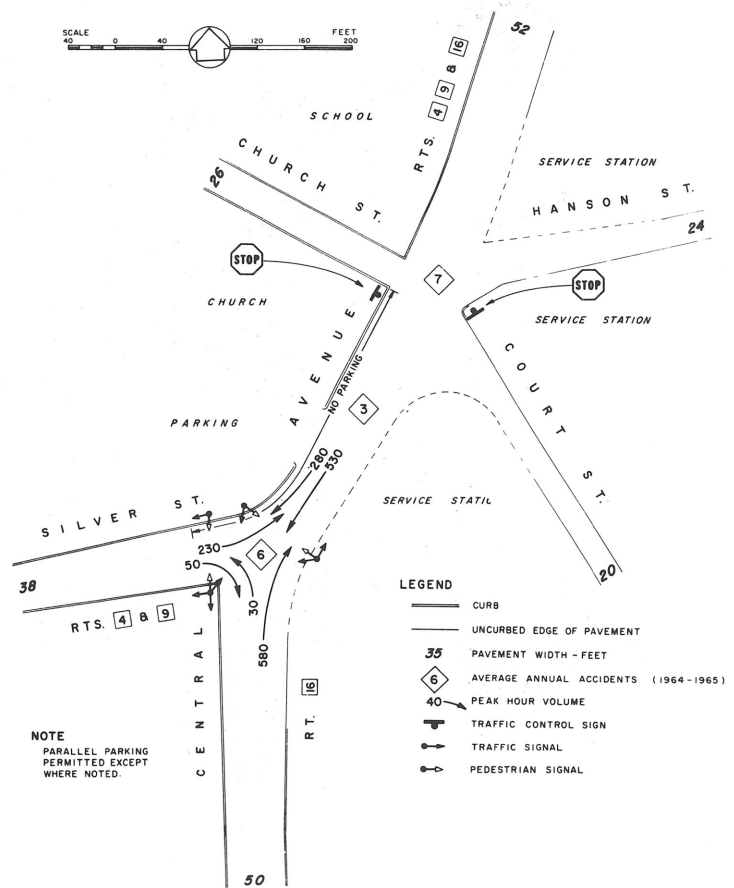 SCALE
FEET
40 0 40 120 160 200
52
RTS. 4 9 & 16
SCHOOL
CHURCH ST.
26
SERVICE STATION
HANSON ST.
24
STOP
7
STOP
CHURCH
SERVICE STATION
AVENUE
NO PARKING
COURT ST.
3
PARKING
280
530
SILVER ST.
SERVICE STATI
230
6
50
38
30
20
RTS. 4 & 9
580
CENTRAL
RT. 16
LEGEND
CURB
UNCURBED EDGE OF PAVEMENT
35 PAVEMENT WIDTH - FEET
6 AVERAGE ANNUAL ACCIDENTS (1964-1965)
40 PEAK HOUR VOLUME
TRAFFIC CONTROL SIGN
TRAFFIC SIGNAL
PEDESTRIAN SIGNAL
NOTE
PARALLEL PARKING
PERMITTED EXCEPT
WHERE NOTED.
50